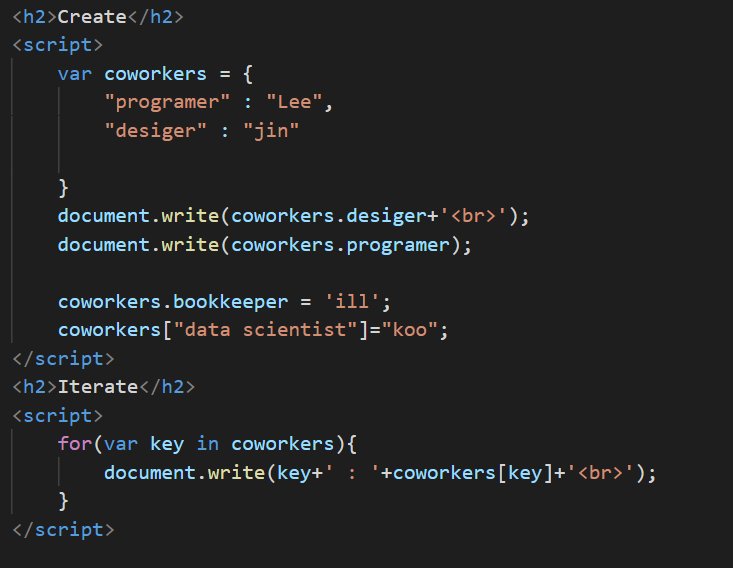 <h2>Create</h2>
<script>
    var coworkers = {
        "programer" : "Lee",
        "desiger" : "jin"
    }
    document.write(coworkers.desiger+'<br>');
    document.write(coworkers.programer);
    coworkers.bookkeeper = 'ill';
    coworkers["data scientist"]="koo";
</script>
<h2>Iterate</h2>
<script>
    for(var key in coworkers){
        document.write(key+' : '+coworkers[key]+'<br>');
    }
</script>